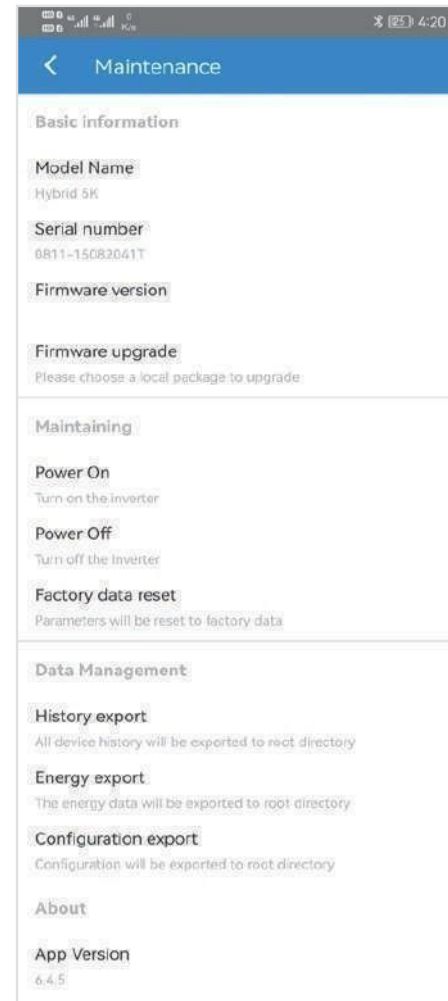 4:20
Maintenance
Basic information
Model Name
Hybrid 5K
Serial number
0811-15082041T
Firmware version
Firmware upgrade
Please choose a local package to upgrade
Maintaining
Power On
Turn on the inverter
Power Off
Turn off the Inverter
Factory data reset
Parameters will be reset to factory data
Data Management
History export
All device history will be exported to root directory
Energy export
The energy data will be exported to root directory
Configuration export
Configuration will be exported to root directory
About
App Version
6.4.5